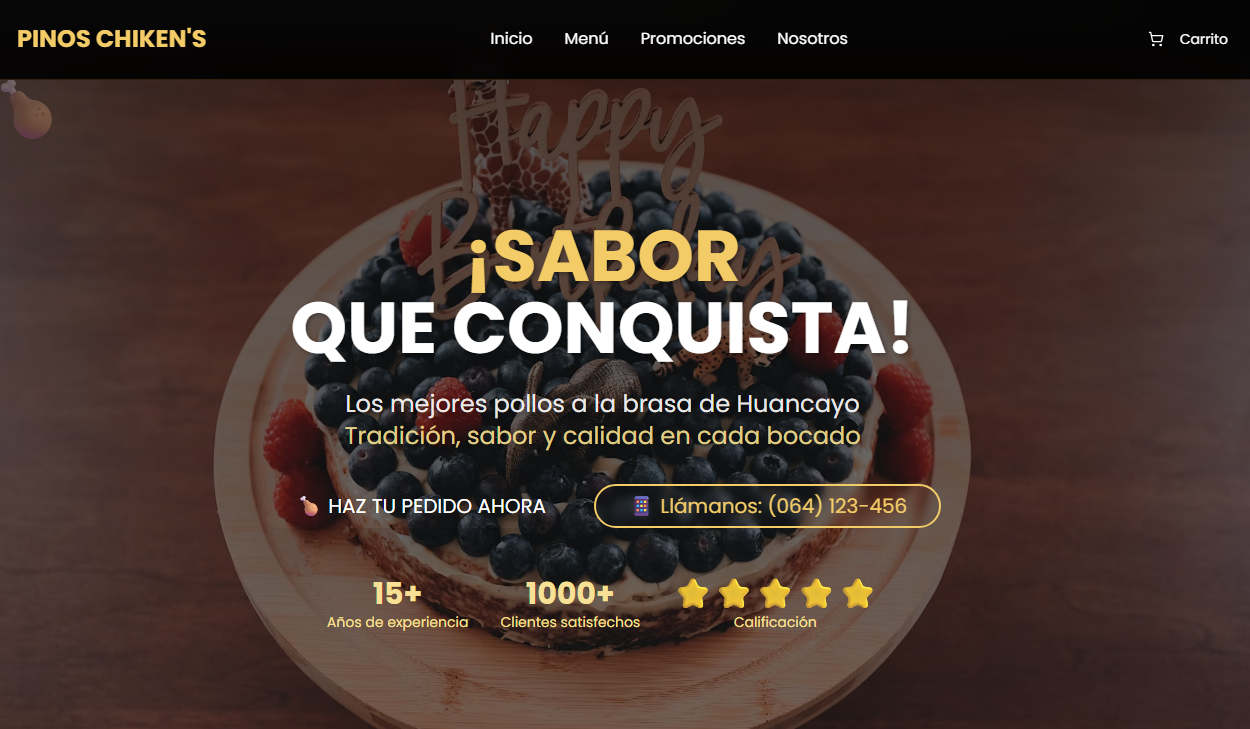 PINOS CHIKEN'S
Inicio Menú Promociones Nosotros
Carrito
Happy
Birthday
¡SABOR
QUE CONQUISTA!
Los mejores pollos a la brasa de Huancayo
Tradición, sabor y calidad en cada bocado
HAZ TU PEDIDO AHORA
Llámanos: (064) 123-456
15+
Años de experiencia
1000+
Clientes satisfechos
Calificación